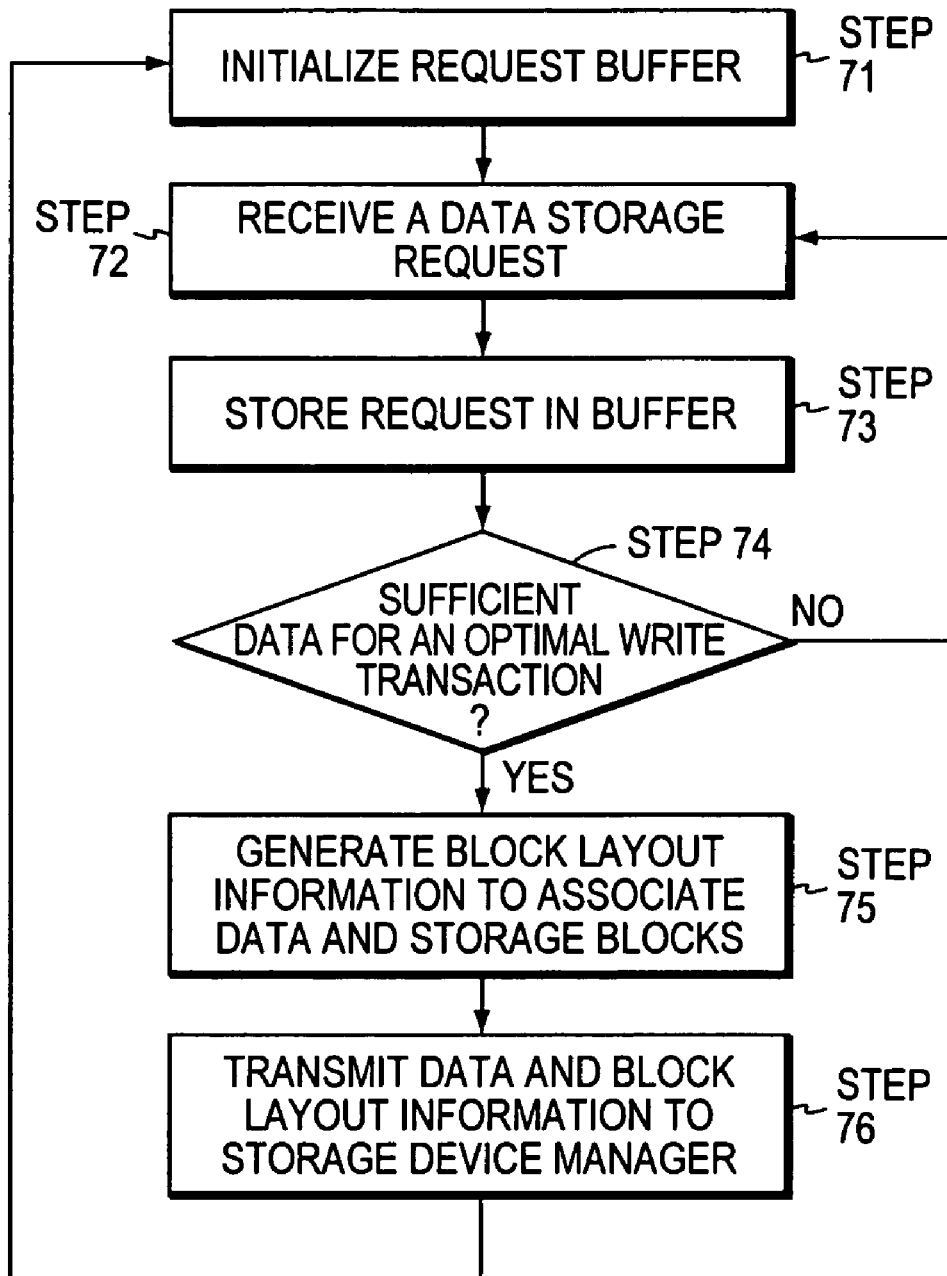 INITIALIZE REQUEST BUFFER
STEP
71
STEP
72
RECEIVE A DATA STORAGE
REQUEST
STORE REQUEST IN BUFFER
STEP
73
STEP 74
SUFFICIENT
DATA FOR AN OPTIMAL WRITE
TRANSACTION
?
NO
YES
GENERATE BLOCK LAYOUT
INFORMATION TO ASSOCIATE
DATA AND STORAGE BLOCKS
STEP
75
TRANSMIT DATA AND BLOCK
LAYOUT INFORMATION TO
STORAGE DEVICE MANAGER
STEP
76